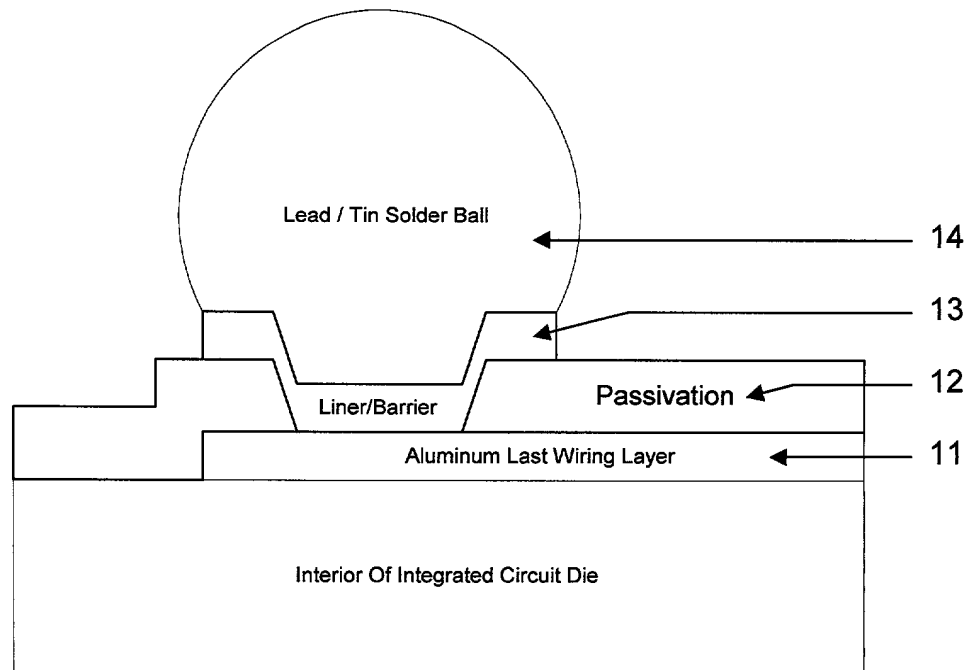 Lead / Tin Solder Ball
14
13
12
Passivation
Liner/Barrier
11
Aluminum Last Wiring Layer
Interior Of Integrated Circuit Die